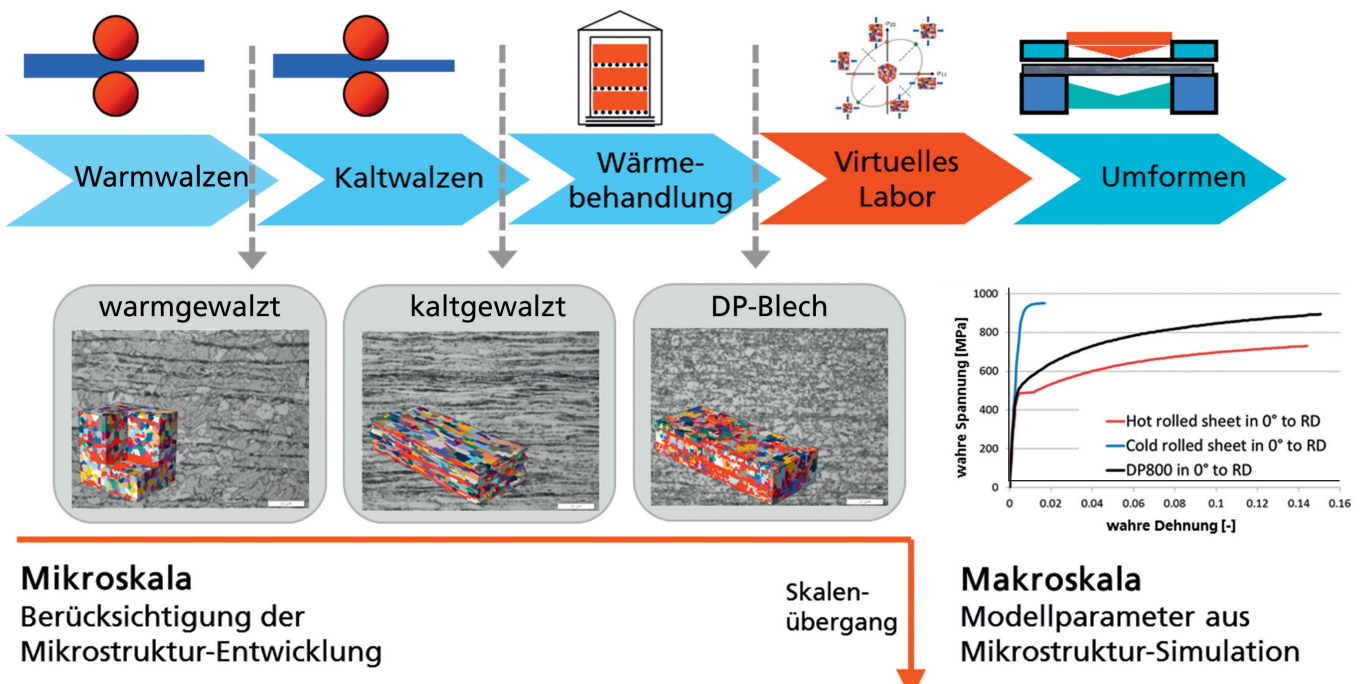 σ22
σ11
Warmwalzen
Kaltwalzen
Wärme-
behandlung
Virtuelles
Labor
Umformen
warmgewalzt
kaltgewalzt
DP-Blech
wahre Spannung [MPa]
1000
800
600
400
200
0
Hot rolled sheet in 0° to RD
Cold rolled sheet in 0° to RD
DP800 in 0° to RD
0
0.02
0.04
0.06
0.08
0.1
0.12
0.14
0.16
wahre Dehnung [-]
Mikroskala
Berücksichtigung der
Mikrostruktur-Entwicklung
Skalen-
übergang
Makroskala
Modellparameter aus
Mikrostruktur-Simulation